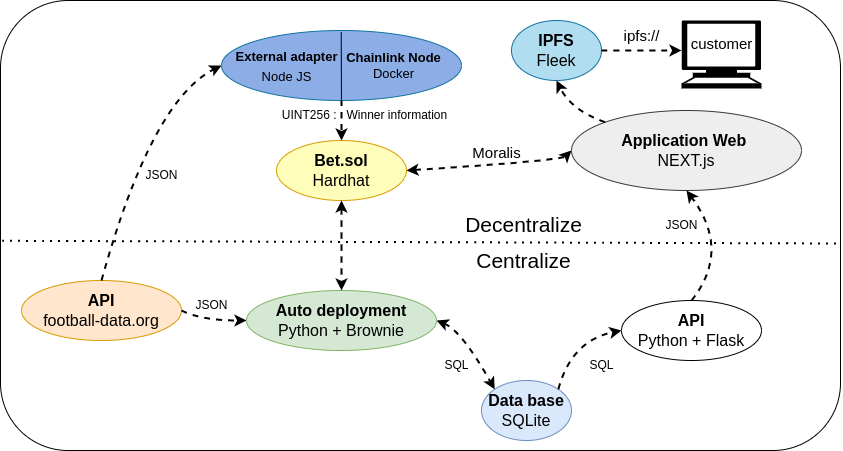 External adapter
Node JS
Chainlink Node
Docker
IPFS
Fleek
ipfs://
customer
UINT256 : Winner information
Bet.sol
Hardhat
Moralis
Application Web
NEXT.js
JSON
JSON
Decentralize
Centralize
API
football-data.org
JSON
Auto deployment
Python + Brownie
API
Python + Flask
SQL
SQL
Data base
SQLite